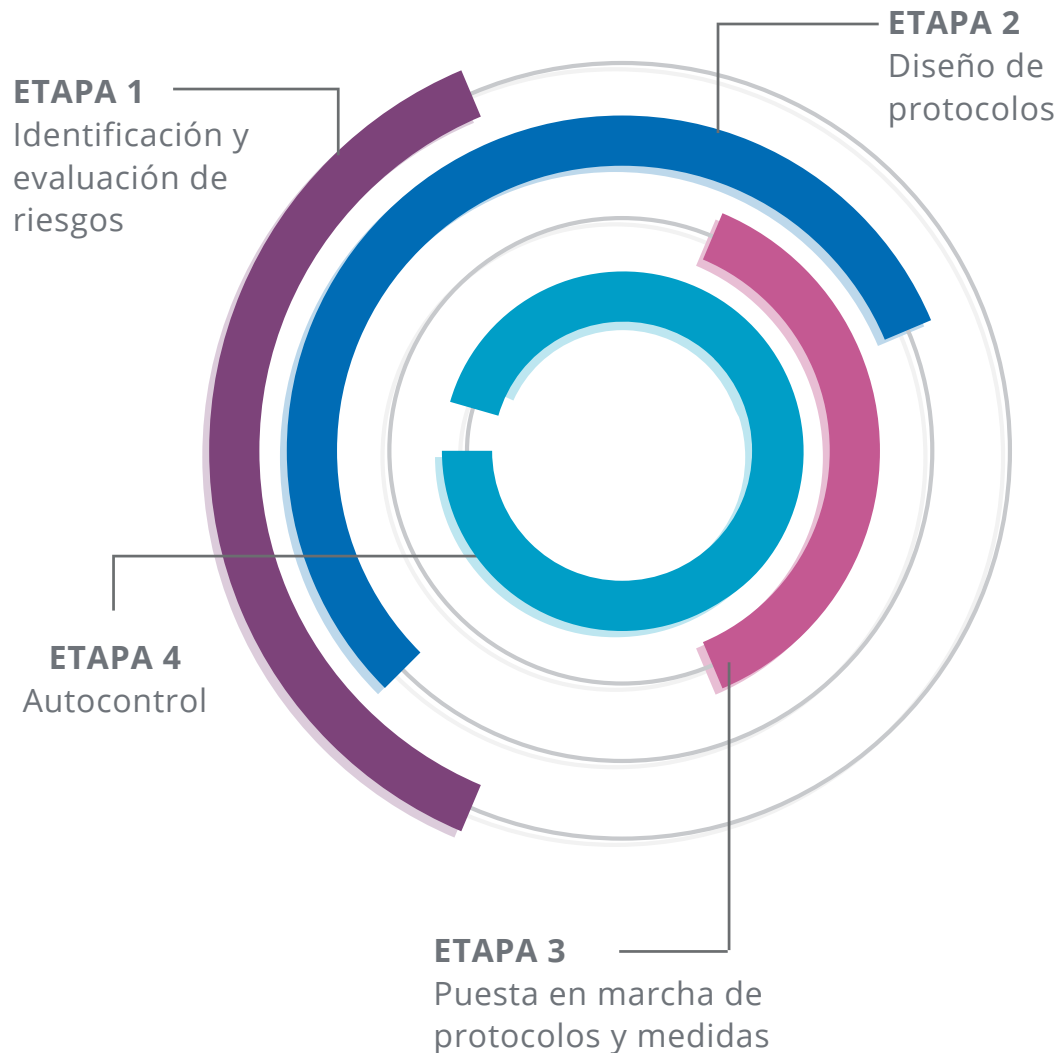 ETAPA 1
Identificación y
evaluación de
riesgos
ETAPA 2
Diseño de
protocolos
ETAPA 3
Puesta en marcha de
protocolos y medidas
ETAPA 4
Autocontrol